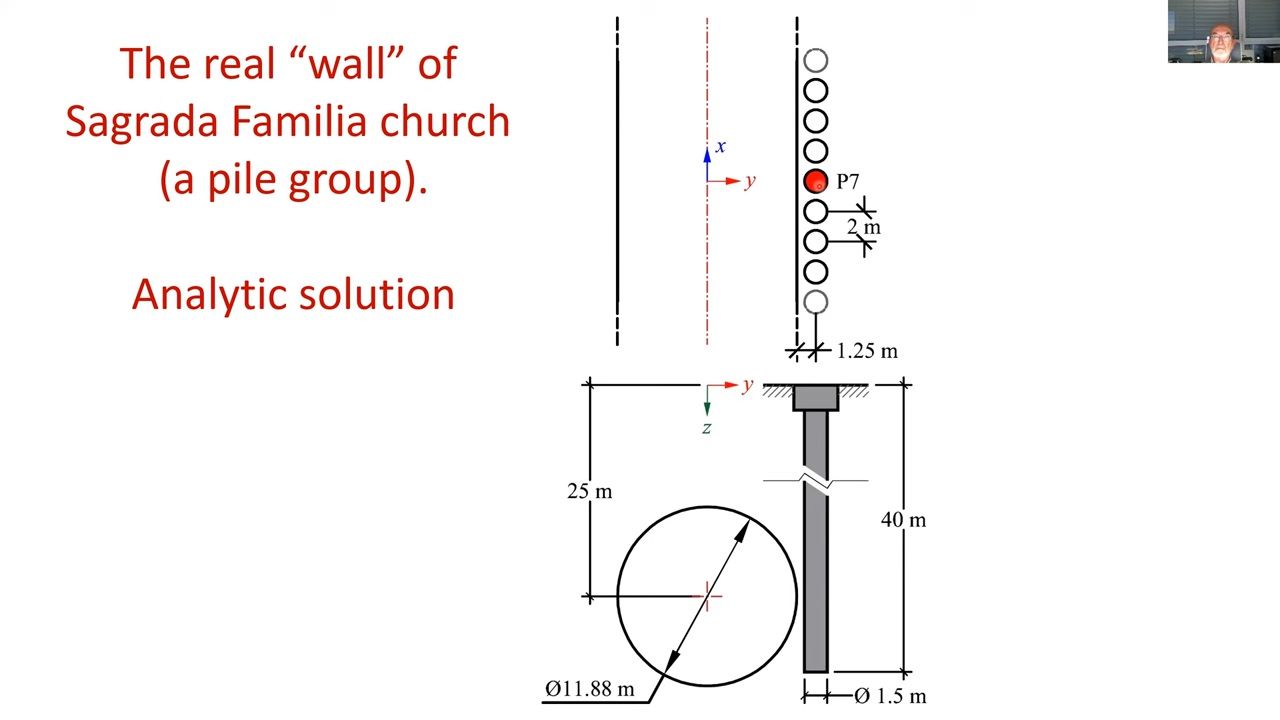 The real “wall” of
Sagrada Familia church
(a pile group).
Analytic solution
x
y
P7
2 m
1.25 m
y
z
25 m
40 m
Ø11.88 m
Ø 1.5 m